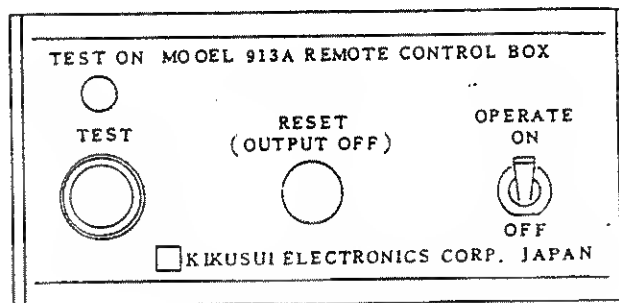 TEST ON MOOEL 913A REMOTE CONTROL BOX
TEST
RESET
(OUTPUT OFF)
OPERATE
ON
OFF
KIKUSUI ELECTRONICS CORP. JAPAN